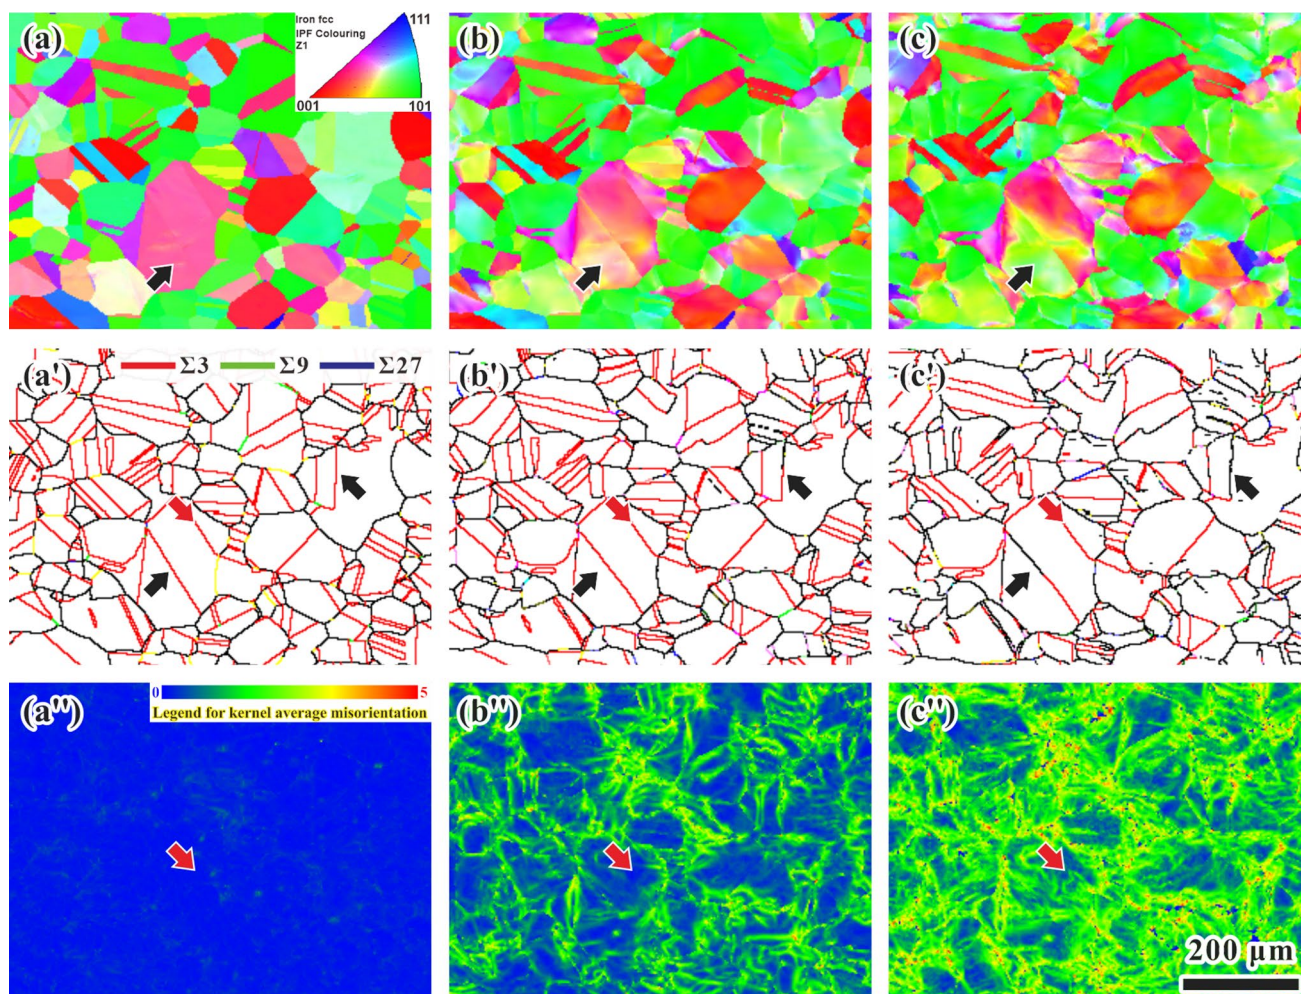 (a)
Iron fcc
IPF Colouring
Z1
111
001
101
(b)
(c)
(a')
Σ3
Σ9
Σ27
(b')
(c')
(a'')
0
5
Legend for kernel average misorientation
(b'')
(c'')
200 μm